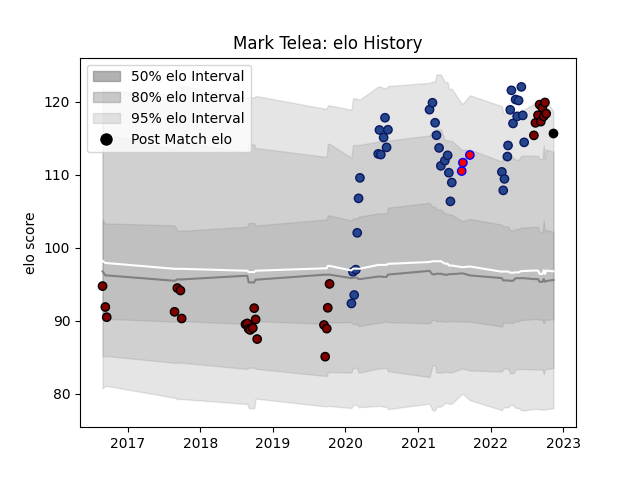 Mark Telea: elo History
50% elo Interval
80% elo Interval
95% elo Interval
Post Match elo
elo score
120
110
100
90
80
2017 2018 2019 2020 2021 2022 2023